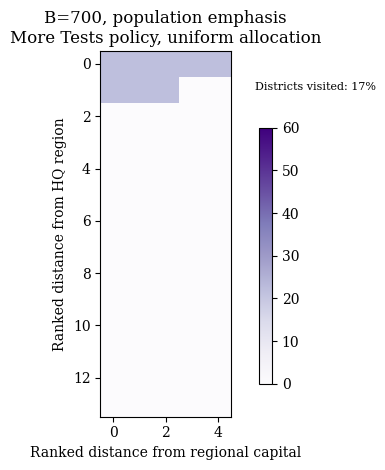 B=700, population emphasis
More Tests policy, uniform allocation
Districts visited: 17%
Ranked distance from HQ region
0
2
4
6
8
10
12
60
50
40
30
20
10
0
0 2 4
Ranked distance from regional capital